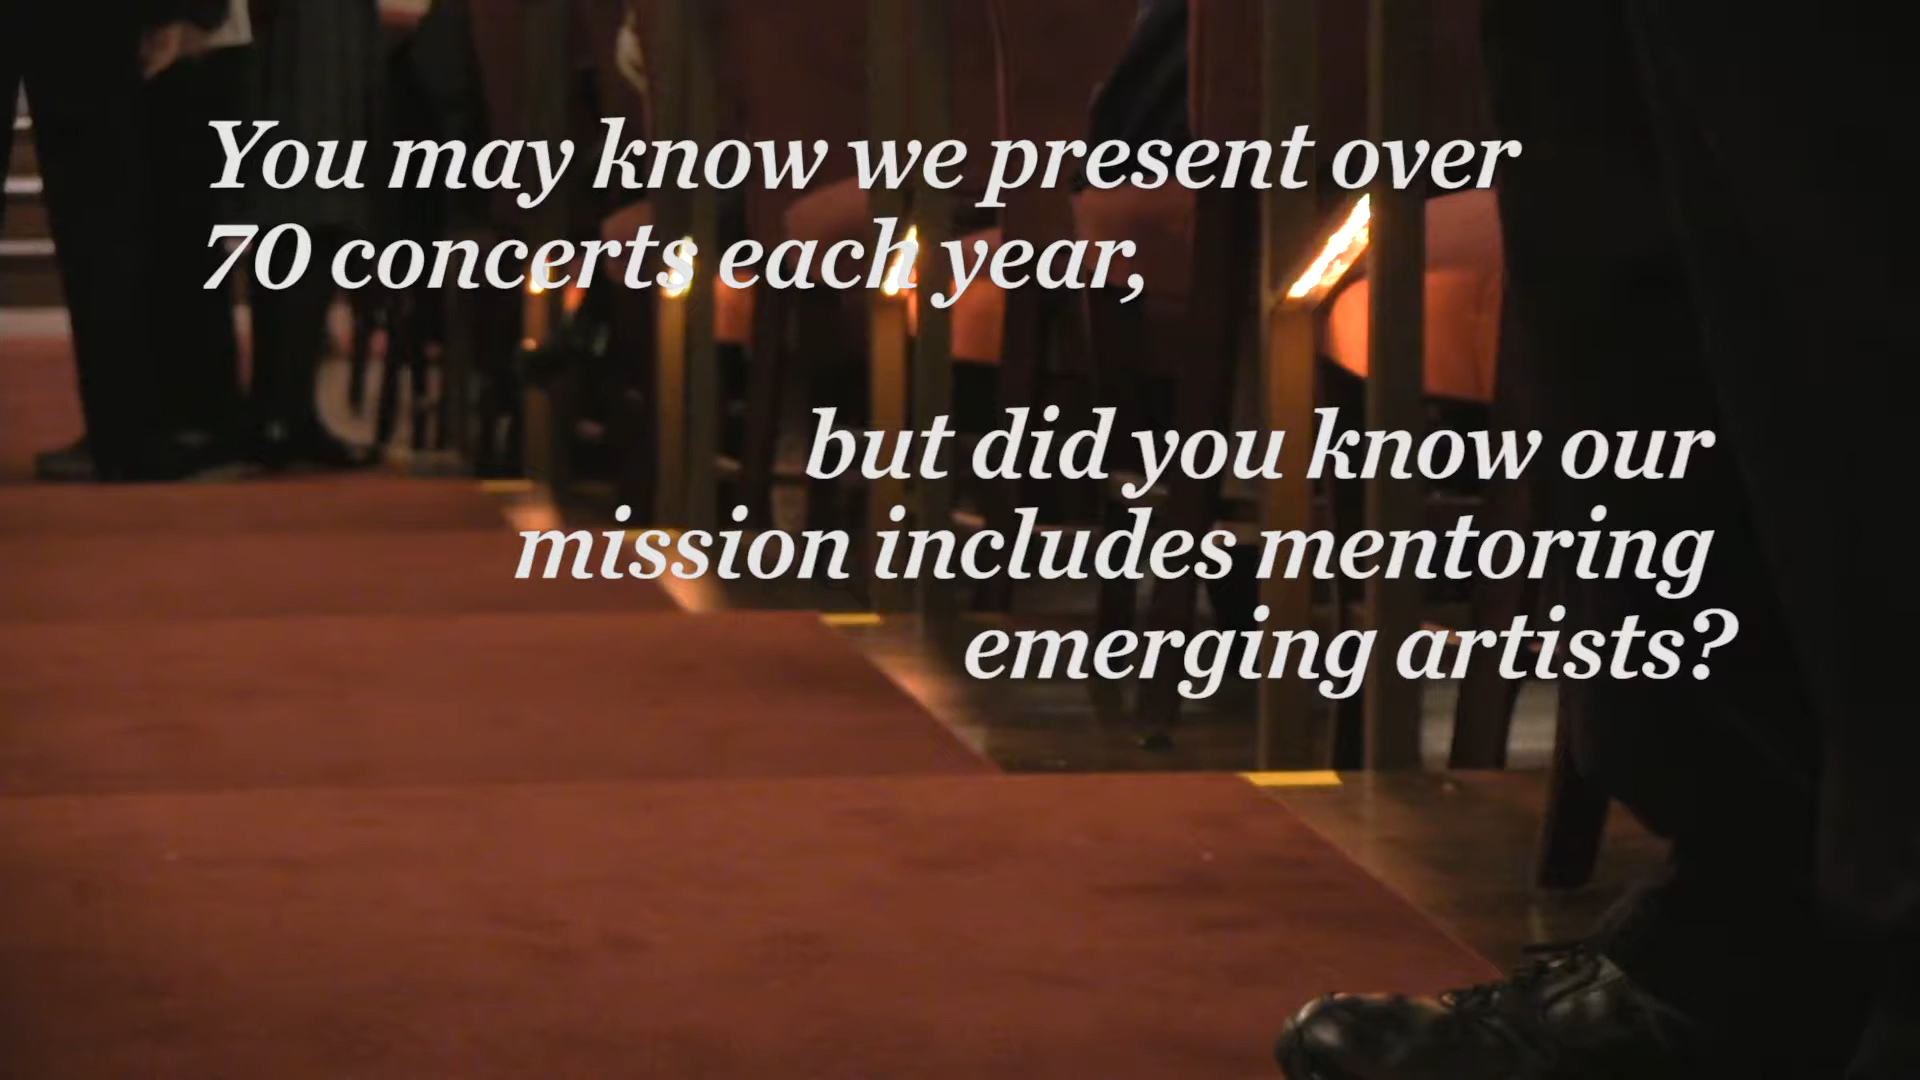 You may know we present over
70 concerts each year,
but did you know our
mission includes mentoring
emerging artists?